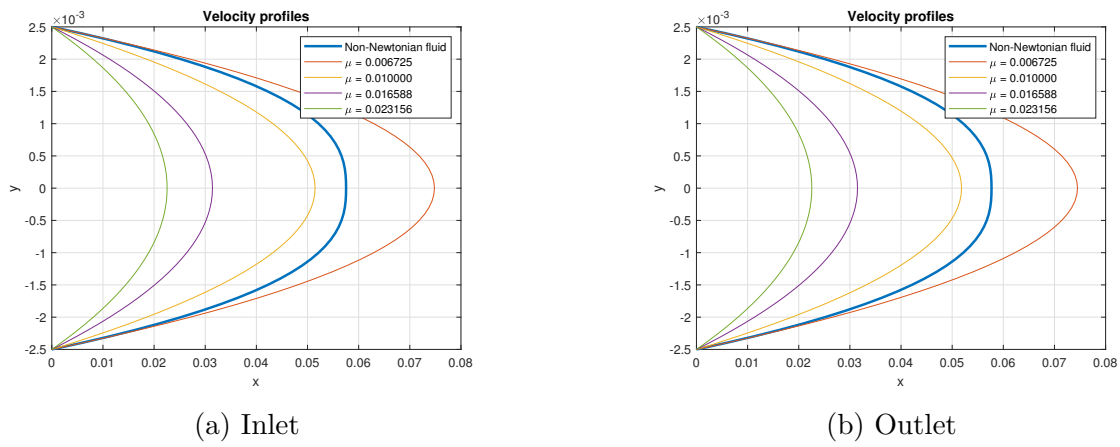 Velocity profiles
×10⁻³
Non-Newtonian fluid
μ = 0.006725
μ = 0.010000
μ = 0.016588
μ = 0.023156
2.5
2
1.5
1
0.5
0
-0.5
-1
-1.5
-2
-2.5
y
0 0.01 0.02 0.03 0.04 0.05 0.06 0.07 0.08
x
(a) Inlet
Velocity profiles
×10⁻³
Non-Newtonian fluid
μ = 0.006725
μ = 0.010000
μ = 0.016588
μ = 0.023156
2.5
2
1.5
1
0.5
0
-0.5
-1
-1.5
-2
-2.5
y
0 0.01 0.02 0.03 0.04 0.05 0.06 0.07 0.08
x
(b) Outlet